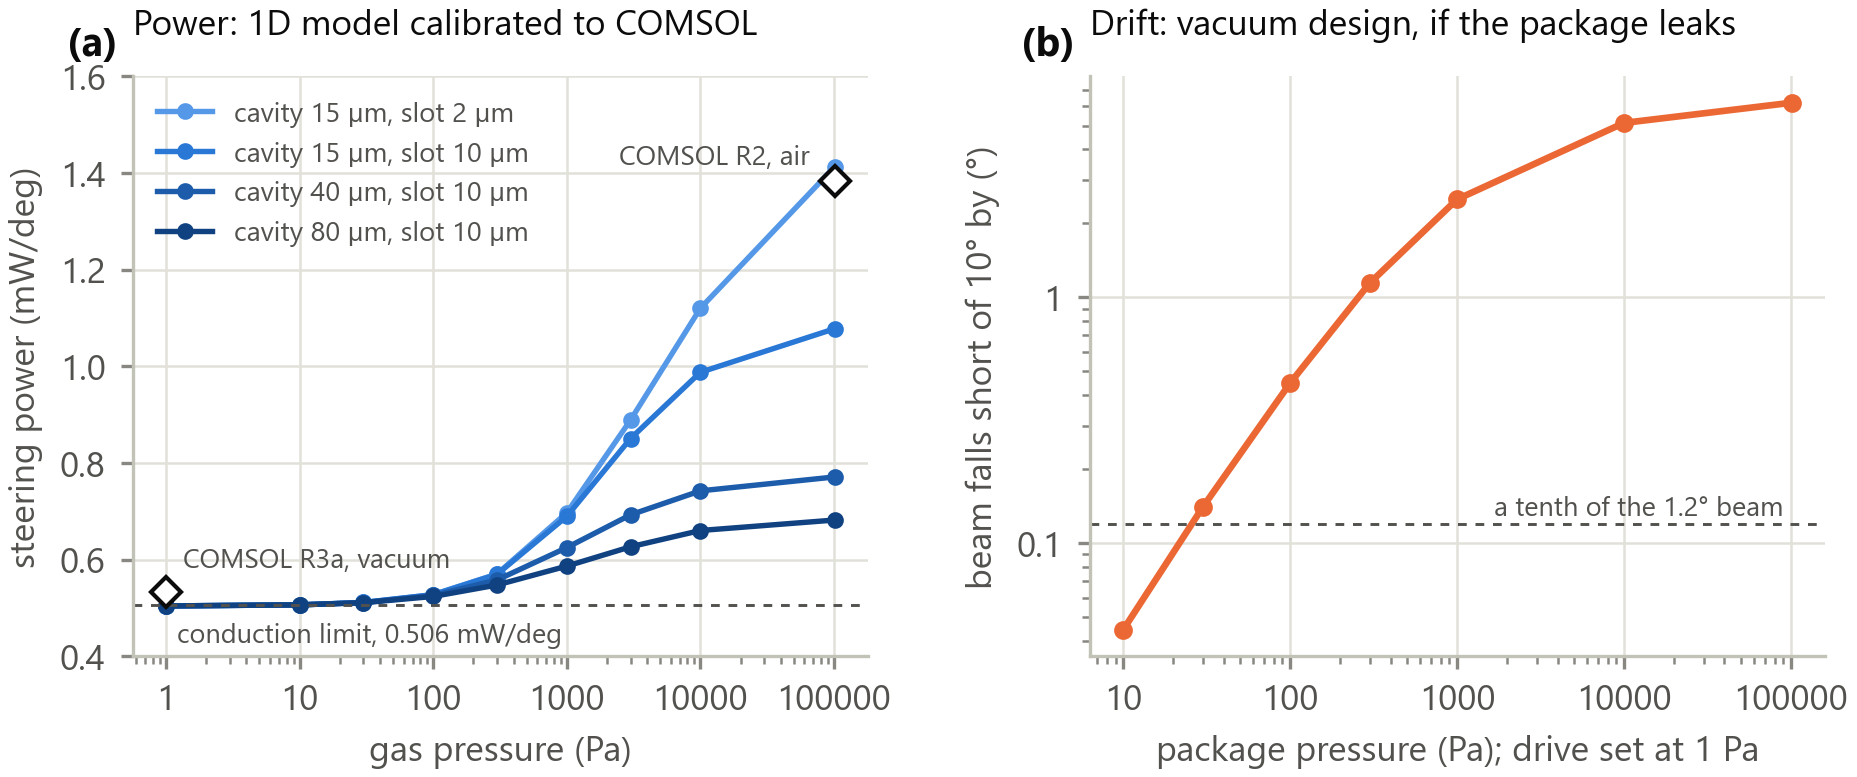 (a)
Power: 1D model calibrated to COMSOL
steering power (mW/deg)
1.6
1.4
1.2
1.0
0.8
0.6
0.4
cavity 15 µm, slot 2 µm
cavity 15 µm, slot 10 µm
cavity 40 µm, slot 10 µm
cavity 80 µm, slot 10 µm
COMSOL R2, air
COMSOL R3a, vacuum
conduction limit, 0.506 mW/deg
1
10
100
1000
10000
100000
gas pressure (Pa)
(b)
Drift: vacuum design, if the package leaks
beam falls short of 10° by (°)
1
0.1
a tenth of the 1.2° beam
10
100
1000
10000
100000
package pressure (Pa); drive set at 1 Pa